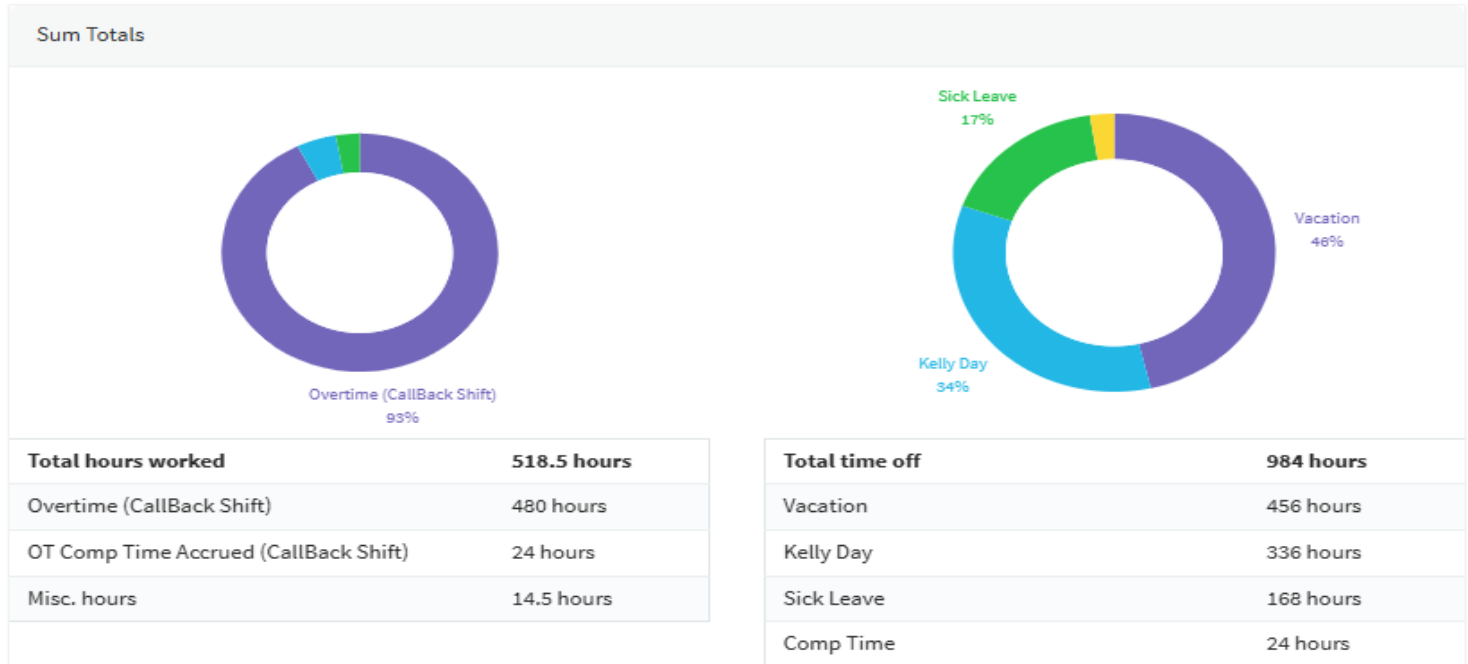 Sum Totals
Sick Leave
17%
Vacation
46%
Kelly Day
34%
Overtime (CallBack Shift)
93%
Total hours worked 518.5 hours
Overtime (CallBack Shift) 480 hours
OT Comp Time Accrued (CallBack Shift) 24 hours
Misc. hours 14.5 hours
Total time off 984 hours
Vacation 456 hours
Kelly Day 336 hours
Sick Leave 168 hours
Comp Time 24 hours